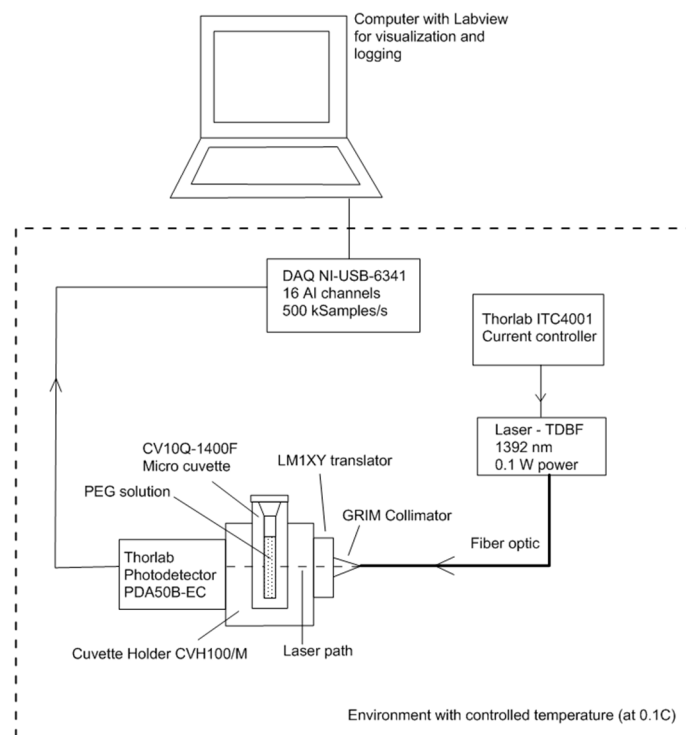 Computer with Labview
for visualization and
logging
DAQ NI-USB-6341
16 AI channels
500 kSamples/s
Thorlab ITC4001
Current controller
Laser - TDBF
1392 nm
0.1 W power
CV10Q-1400F
Micro cuvette
LM1XY translator
PEG solution
GRIM Collimator
Fiber optic
Thorlab
Photodetector
PDA50B-EC
Cuvette Holder CVH100/M
Laser path
Environment with controlled temperature (at 0.1C)